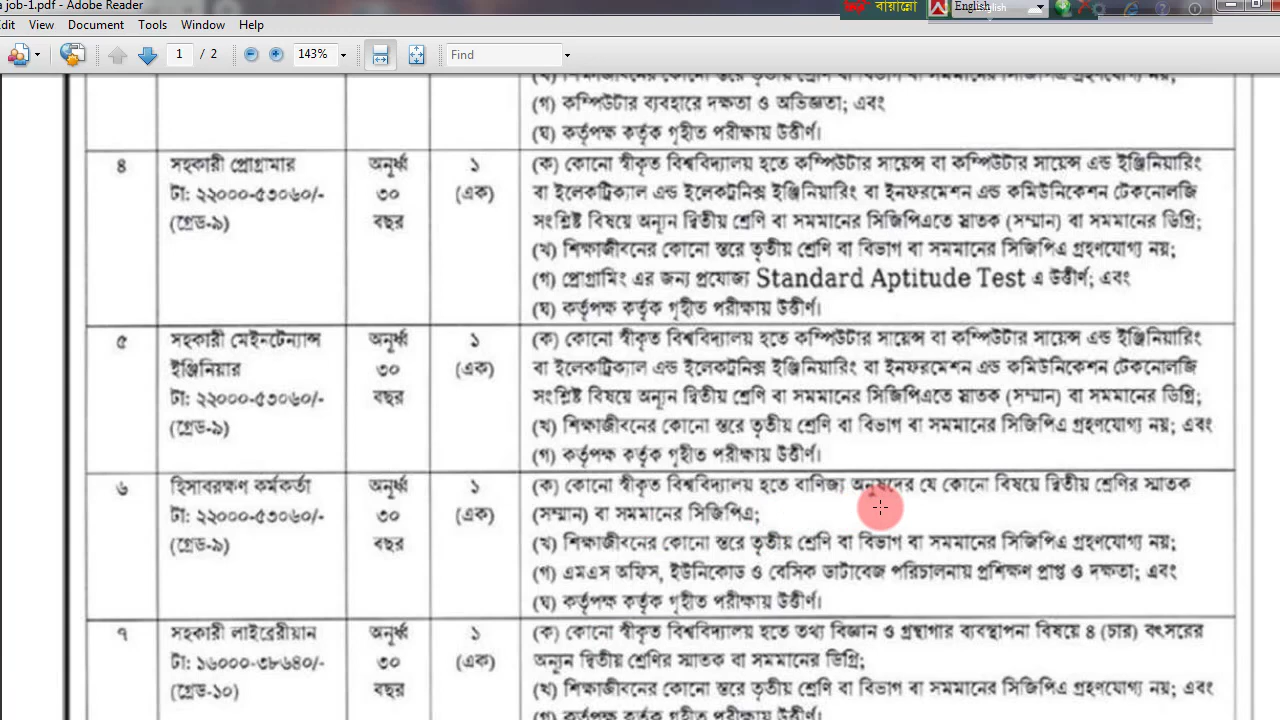 job-1.pdf - Adobe Reader
বায়ান্নো
English
View Document Tools Window Help
1 / 2
143%
Find
(খ) শিক্ষাজীবনের কোনো স্তরে তৃতীয় শ্রেণি বা বিভাগ বা সমমানের সিজিপিএ গ্রহণযোগ্য নয়;
(গ) কম্পিউটার ব্যবহারে দক্ষতা ও অভিজ্ঞতা; এবং
(ঘ) কর্তৃপক্ষ কর্তৃক গৃহীত পরীক্ষায় উত্তীর্ণ।
৪
সহকারী প্রোগ্রামার
টা: ২২০০০-৫৩০৬০/-
(গ্রেড-৯)
অনূর্ধ্ব
৩০
বছর
১
(এক)
(ক) কোনো স্বীকৃত বিশ্ববিদ্যালয় হতে কম্পিউটার সায়েন্স বা কম্পিউটার সায়েন্স এন্ড ইঞ্জিনিয়ারিং
বা ইলেকট্রিক্যাল এন্ড ইলেকট্রনিক্স ইঞ্জিনিয়ারিং বা ইনফরমেশন এন্ড কমিউনিকেশন টেকনোলজি
সংশ্লিষ্ট বিষয়ে অন্যূন দ্বিতীয় শ্রেণি বা সমমানের সিজিপিএতে স্নাতক (সম্মান) বা সমমানের ডিগ্রি;
(খ) শিক্ষাজীবনের কোনো স্তরে তৃতীয় শ্রেণি বা বিভাগ বা সমমানের সিজিপিএ গ্রহণযোগ্য নয়;
(গ) প্রোগ্রামিং এর জন্য প্রযোজ্য Standard Aptitude Test এ উত্তীর্ণ; এবং
(ঘ) কর্তৃপক্ষ কর্তৃক গৃহীত পরীক্ষায় উত্তীর্ণ।
৫
সহকারী মেইনটেন্যান্স
ইঞ্জিনিয়ার
টা: ২২০০০-৫৩০৬০/-
(গ্রেড-৯)
অনূর্ধ্ব
৩০
বছর
১
(এক)
(ক) কোনো স্বীকৃত বিশ্ববিদ্যালয় হতে কম্পিউটার সায়েন্স বা কম্পিউটার সায়েন্স এন্ড ইঞ্জিনিয়ারিং
বা ইলেকট্রিক্যাল এন্ড ইলেকট্রনিক্স ইঞ্জিনিয়ারিং বা ইনফরমেশন এন্ড কমিউনিকেশন টেকনোলজি
সংশ্লিষ্ট বিষয়ে অন্যূন দ্বিতীয় শ্রেণি বা সমমানের সিজিপিএতে স্নাতক (সম্মান) বা সমমানের ডিগ্রি;
(খ) শিক্ষাজীবনের কোনো স্তরে তৃতীয় শ্রেণি বা বিভাগ বা সমমানের সিজিপিএ গ্রহণযোগ্য নয়; এবং
(গ) কর্তৃপক্ষ কর্তৃক গৃহীত পরীক্ষায় উত্তীর্ণ।
৬
হিসাবরক্ষণ কর্মকর্তা
টা: ২২০০০-৫৩০৬০/-
(গ্রেড-৯)
অনূর্ধ্ব
৩০
বছর
১
(এক)
(ক) কোনো স্বীকৃত বিশ্ববিদ্যালয় হতে বাণিজ্য অনুষদের যে কোনো বিষয়ে দ্বিতীয় শ্রেণির স্নাতক
(সম্মান) বা সমমানের সিজিপিএ;
(খ) শিক্ষাজীবনের কোনো স্তরে তৃতীয় শ্রেণি বা বিভাগ বা সমমানের সিজিপিএ গ্রহণযোগ্য নয়;
(গ) এমএস অফিস, ইউনিকোড ও বেসিক ডাটাবেজ পরিচালনায় প্রশিক্ষণ প্রাপ্ত ও দক্ষতা; এবং
(ঘ) কর্তৃপক্ষ কর্তৃক গৃহীত পরীক্ষায় উত্তীর্ণ।
৭
সহকারী লাইব্রেরীয়ান
টা: ১৬০০০-৩৮৬৪০/-
(গ্রেড-১০)
অনূর্ধ্ব
৩০
বছর
১
(এক)
(ক) কোনো স্বীকৃত বিশ্ববিদ্যালয় হতে তথ্য বিজ্ঞান ও গ্রন্থাগার ব্যবস্থাপনা বিষয়ে ৪ (চার) বৎসরের
অন্যূন দ্বিতীয় শ্রেণির স্নাতক বা সমমানের ডিগ্রি;
(খ) শিক্ষাজীবনের কোনো স্তরে তৃতীয় শ্রেণি বা বিভাগ বা সমমানের সিজিপিএ গ্রহণযোগ্য নয়; এবং
(গ) কর্তৃপক্ষ কর্তৃক গৃহীত পরীক্ষায় উত্তীর্ণ।